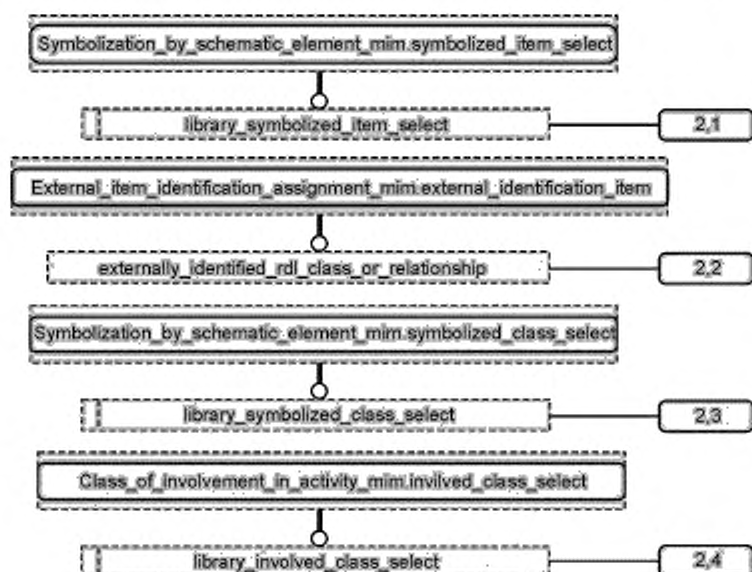 Symbolization_by_schematic_element_mim.symbolized_item_select
library_symbolized_item_select 2,1
External_item_identification_assignment_mim.external_identification_item
externally_identified_rdl_class_or_relationship 2,2
Symbolization_by_schematic_element_mim.symbolized_class_select
library_symbolized_class_select 2,3
Class_of_involvement_in_activity_mim.invilved_class_select
library_involved_class_select 2,4